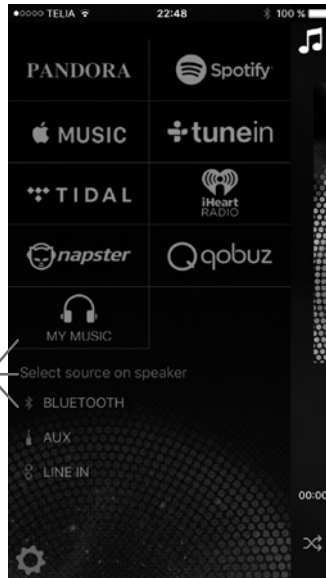 TELIA 22:48 100 %
PANDORA Spotify
MUSIC tunein
TIDAL iHeart RADIO
napster qobuz
MY MUSIC
Select source on speaker
BLUETOOTH
AUX
LINE IN
00:00